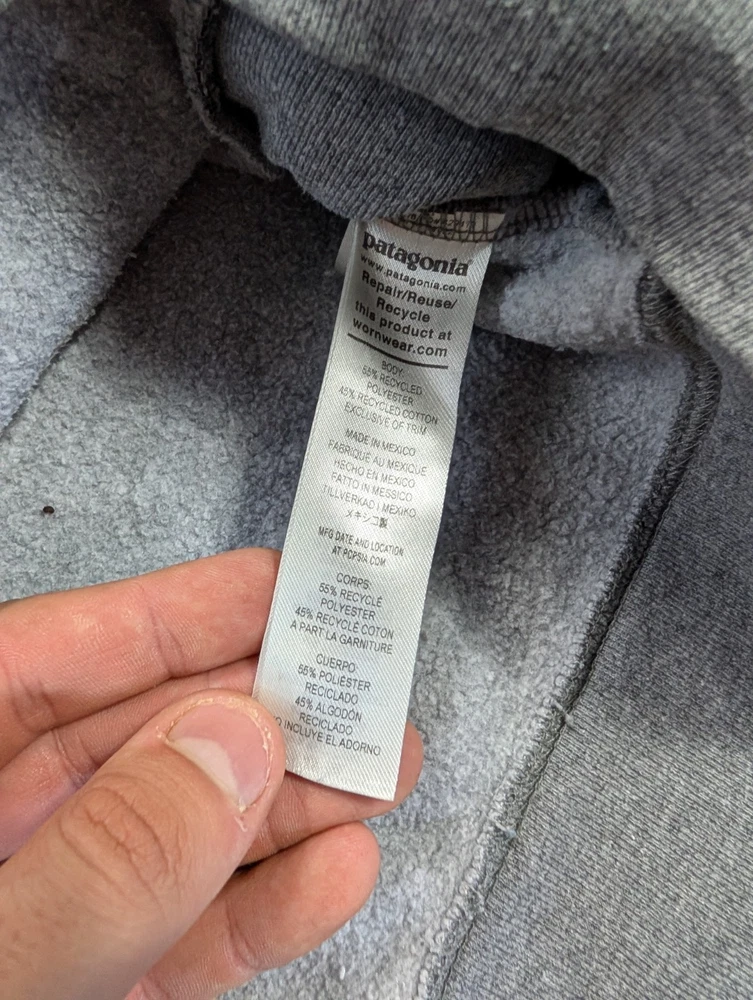 patagonia®
www.patagonia.com
Repair/Reuse/
Recycle
this product at
wornwear.com
BODY:
55% RECYCLED
POLYESTER
45% RECYCLED COTTON
EXCLUSIVE OF TRIM
MADE IN MEXICO
FABRIQUÉ AU MEXIQUE
HECHO EN MEXICO
FATTO IN MESSICO
TILLVERKAD I MEXIKO
メキシコ製
MFG DATE AND LOCATION
AT PCPSIA.COM
CORPS:
55% RECYCLÉ
POLYESTER
45% RECYCLÉ COTON
A PART LA GARNITURE
CUERPO
55% POLIÉSTER
RECICLADO
45% ALGODÓN
RECICLADO
INCLUYE EL ADORNO